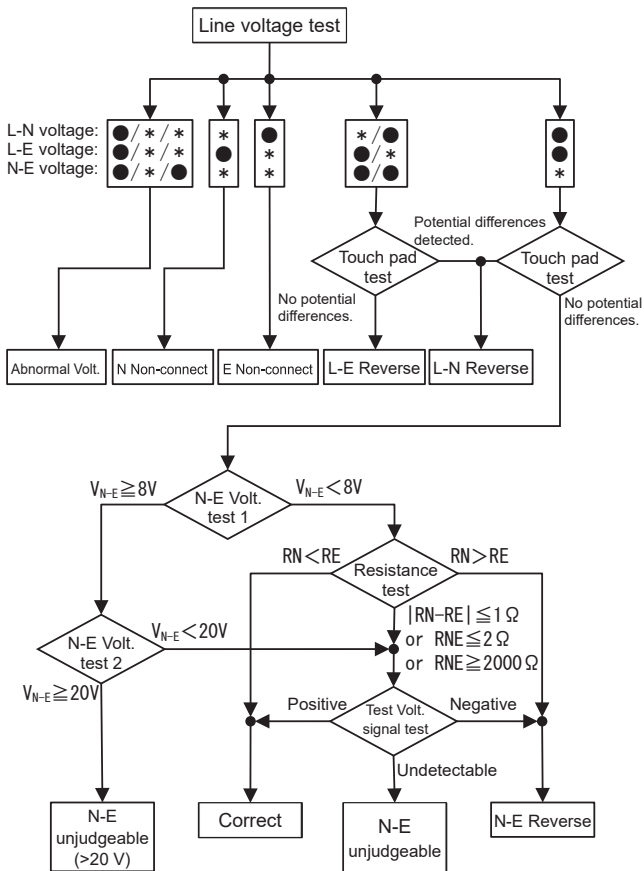 Line voltage test
L-N voltage: ●/*/* * ● */● ●
L-E voltage: ●/*/* ● * ●/* ●
N-E voltage: ●/*/● * * ●/● *
Potential differences
detected.
Touch pad
test
Touch pad
test
No potential
differences.
No potential
differences.
Abnormal Volt.
N Non-connect
E Non-connect
L-E Reverse
L-N Reverse
VN-E≧8V
N-E Volt.
test 1
VN-E<8V
RN<RE
Resistance
test
RN>RE
|RN-RE|≦1Ω
or RNE≦2Ω
or RNE≧2000Ω
N-E Volt.
test 2
VN-E<20V
VN-E≧20V
Positive
Test Volt.
signal test
Negative
Undetectable
N-E
unjudgeable
(>20 V)
Correct
N-E
unjudgeable
N-E Reverse